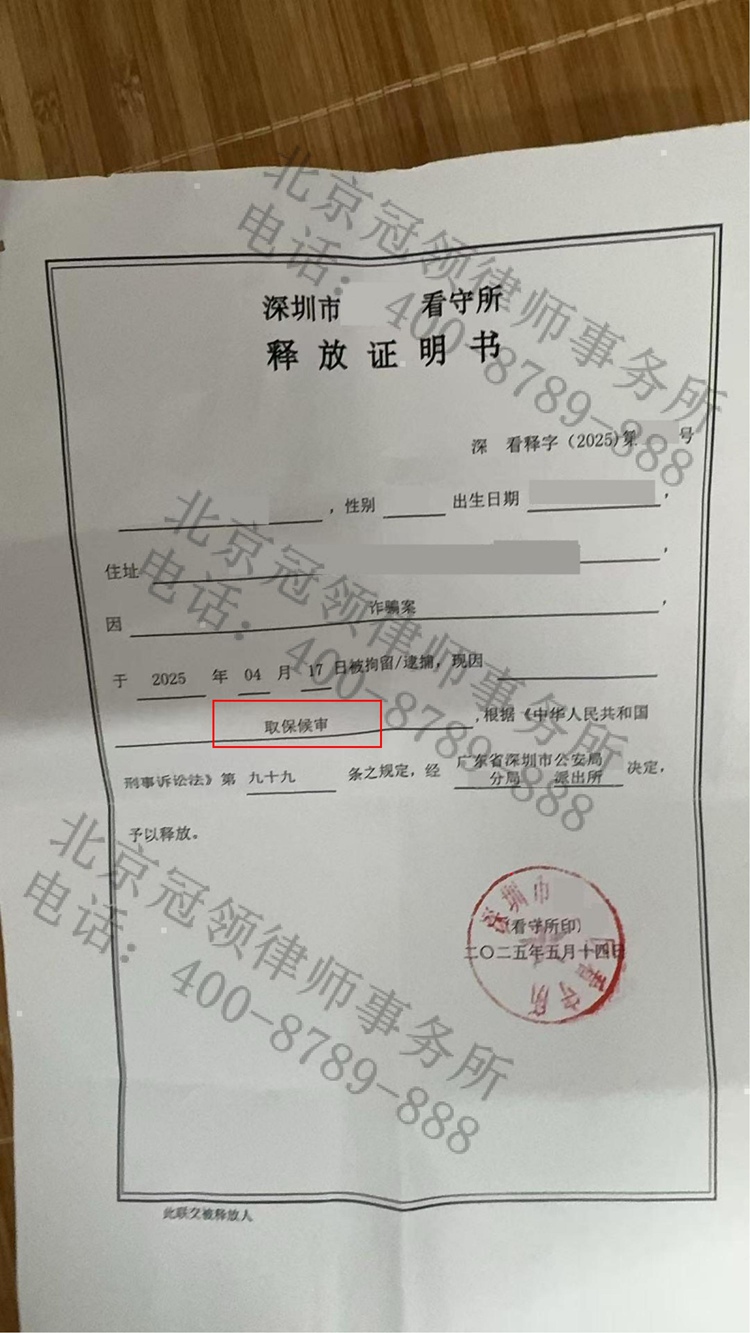 深圳市 看守所
释放证明书
深 看释字（2025）第 号
，性别 出生日期 ，
住址 ，
因 诈骗案 ，
于 2025 年 04 月 17 日被拘留/逮捕，现因
取保候审 ，根据《中华人民共和国
刑事诉讼法》第 九十九 条之规定，经 广东省深圳市公安局
分局 派出所 决定，
予以释放。
深圳市
(看守所印)
二〇二五年五月十四日
此联交被释放人
北京冠领律师事务所
电话：400-8789-888
北京冠领律师事务所
电话：400-8789-888
北京冠领律师事务所
电话：400-8789-888